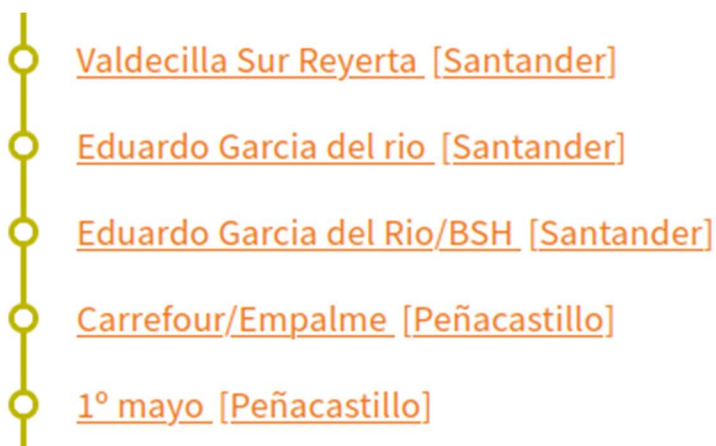 Valdecilla Sur Reyerta [Santander]
Eduardo Garcia del rio [Santander]
Eduardo Garcia del Rio/BSH [Santander]
Carrefour/Empalme [Peñacastillo]
1º mayo [Peñacastillo]